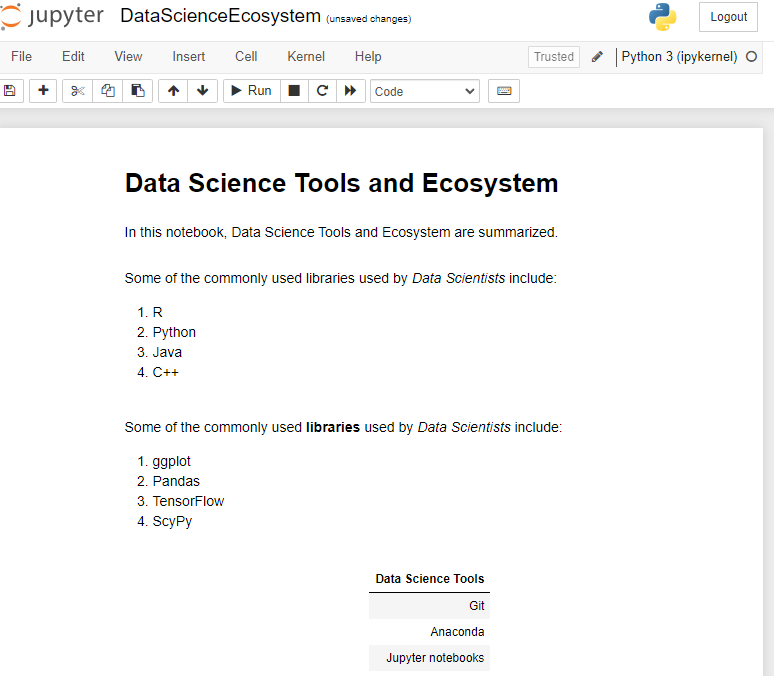 jupyter DataScienceEcosystem (unsaved changes) Logout
File Edit View Insert Cell Kernel Help Trusted Python 3 (ipykernel)
Run Code
Data Science Tools and Ecosystem
In this notebook, Data Science Tools and Ecosystem are summarized.
Some of the commonly used libraries used by Data Scientists include:
1. R
2. Python
3. Java
4. C++
Some of the commonly used libraries used by Data Scientists include:
1. ggplot
2. Pandas
3. TensorFlow
4. ScyPy
Data Science Tools
Git
Anaconda
Jupyter notebooks